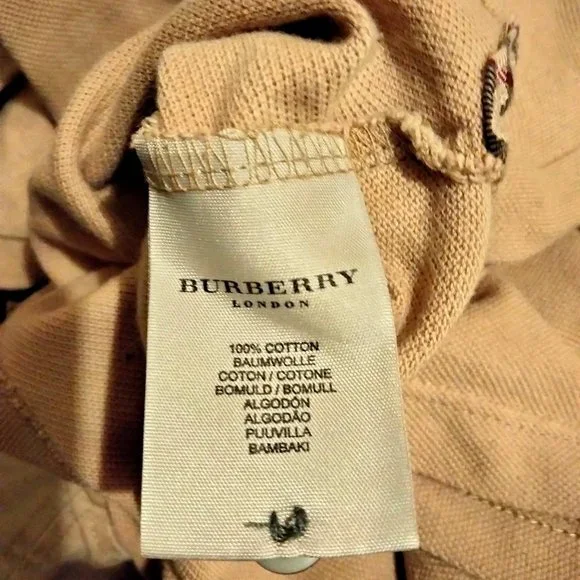 BURBERRY
LONDON
100% COTTON
BAUMWOLLE
COTON / COTONE
BOMULD / BOMULL
ALGODÓN
ALGODÃO
PUUVILLA
BAMBAKI